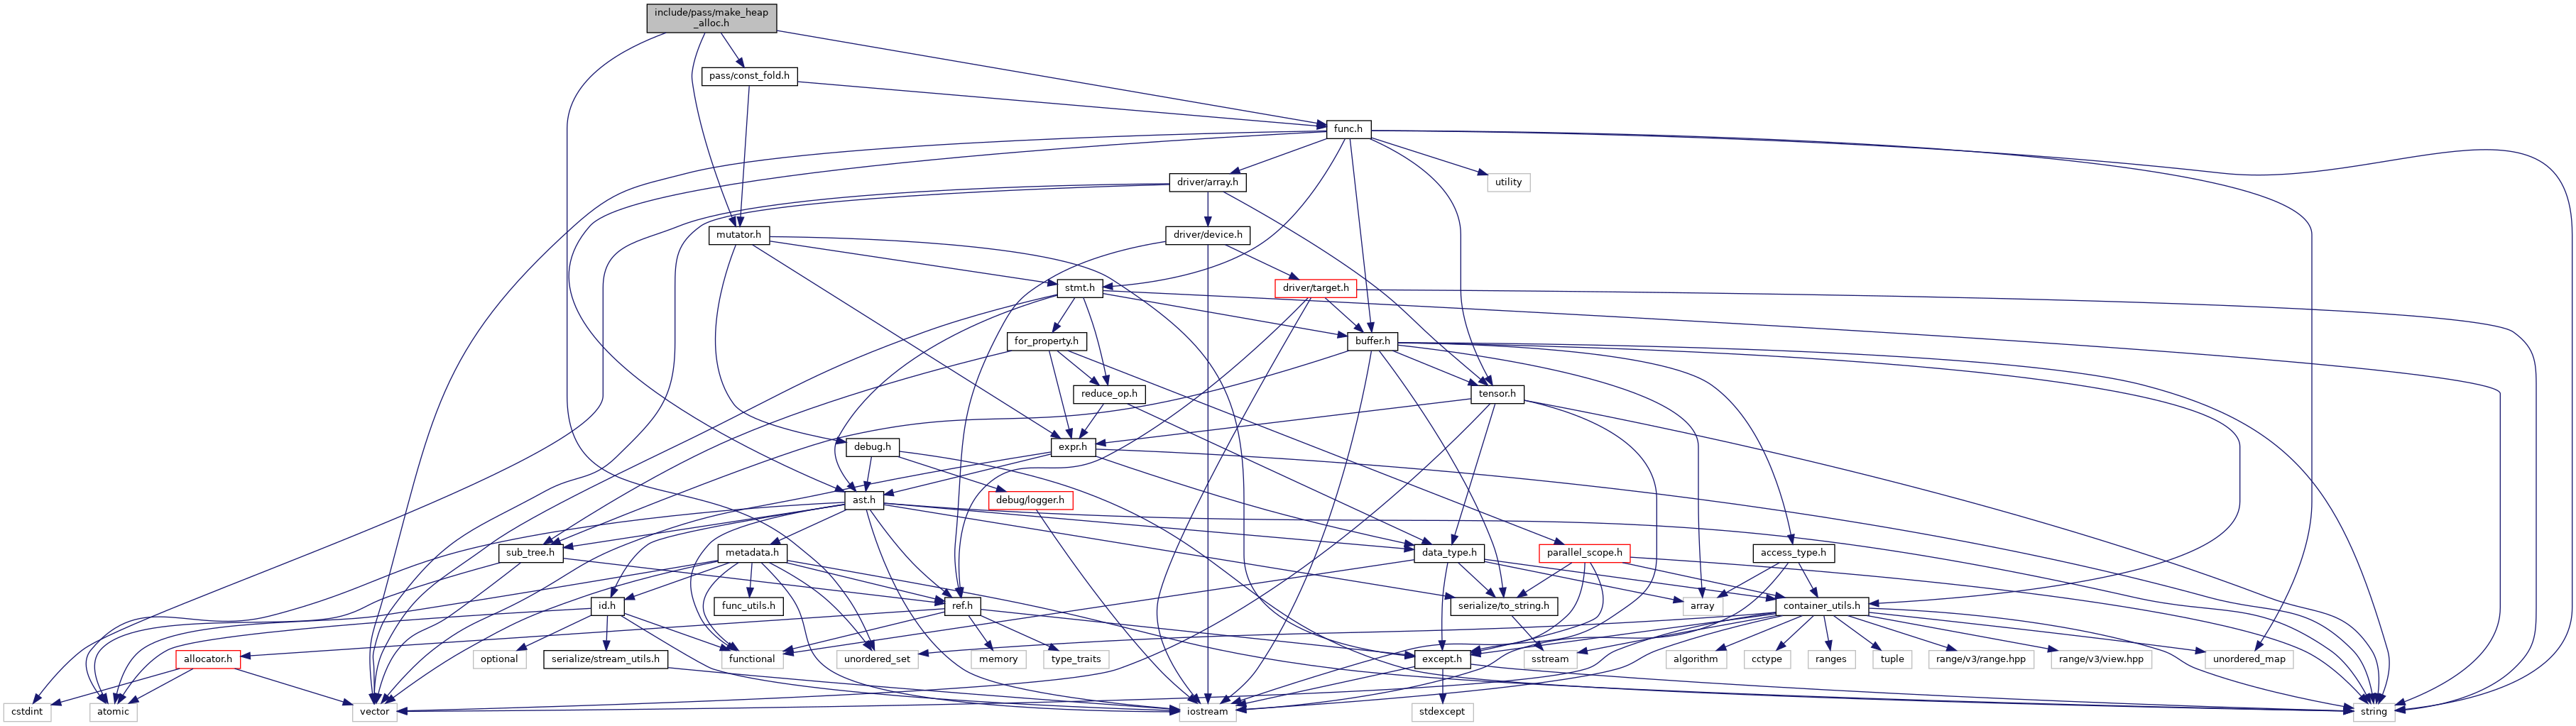 include/pass/make_heap
_alloc.h
pass/const_fold.h
func.h
driver/array.h
utility
mutator.h
driver/device.h
stmt.h
driver/target.h
for_property.h
buffer.h
reduce_op.h
tensor.h
debug.h
expr.h
ast.h
debug/logger.h
sub_tree.h
metadata.h
data_type.h
parallel_scope.h
access_type.h
id.h
func_utils.h
ref.h
serialize/to_string.h
array
container_utils.h
allocator.h
optional
serialize/stream_utils.h
functional
unordered_set
memory
type_traits
except.h
sstream
algorithm
cctype
ranges
tuple
range/v3/range.hpp
range/v3/view.hpp
unordered_map
cstdint
atomic
vector
iostream
stdexcept
string